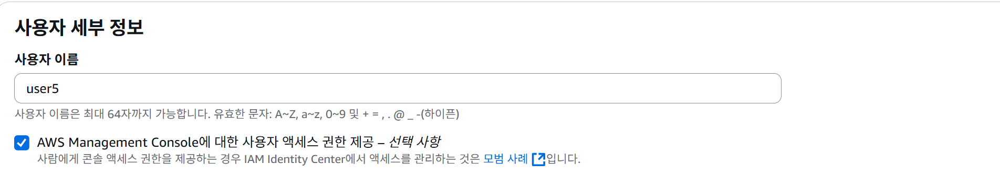 사용자 세부 정보
사용자 이름
user5
사용자 이름은 최대 64자까지 가능합니다. 유효한 문자: A~Z, a~z, 0~9 및 + = , . @ _ -(하이픈)
AWS Management Console에 대한 사용자 액세스 권한 제공 – 선택 사항
사람에게 콘솔 액세스 권한을 제공하는 경우 IAM Identity Center에서 액세스를 관리하는 것은 모범 사례 입니다.